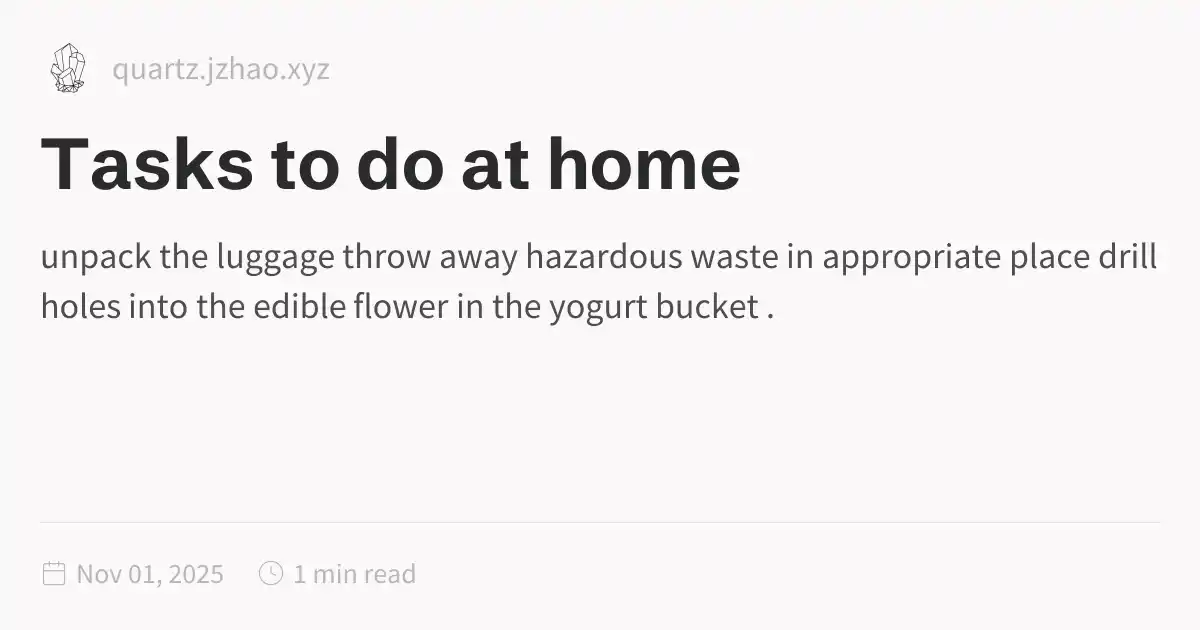 quartz.jzhao.xyz
Tasks to do at home
unpack the luggage throw away hazardous waste in appropriate place drill
holes into the edible flower in the yogurt bucket .
Nov 01, 2025 1 min read